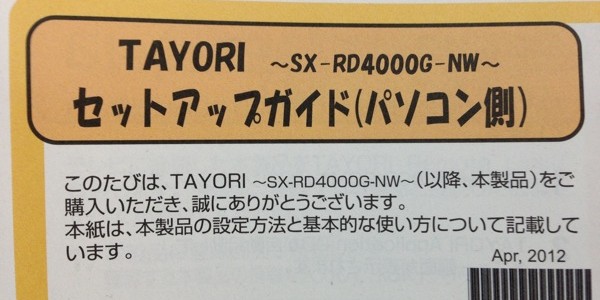 TAYORI ～SX-RD4000G-NW～
セットアップガイド(パソコン側)
このたびは、TAYORI ～SX-RD4000G-NW～(以降、本製品)をご
購入いただき、誠にありがとうございます。
本紙は、本製品の設定方法と基本的な使い方について記載して
います。
Apr, 2012